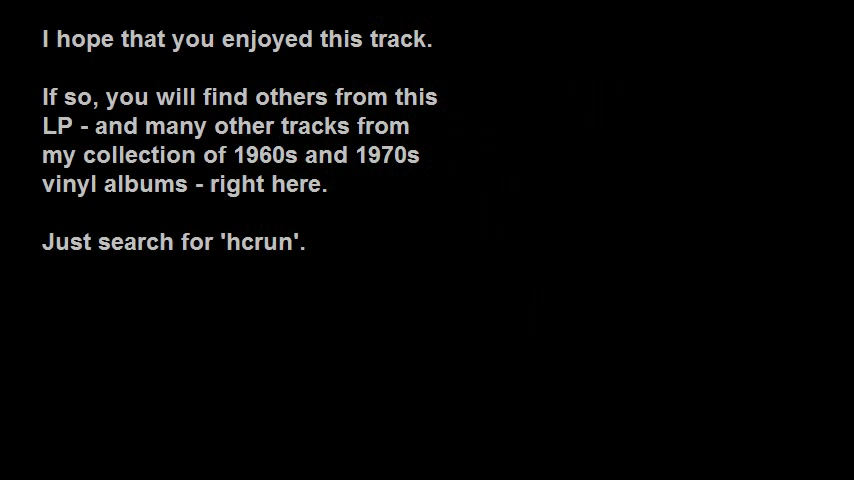 I hope that you enjoyed this track.
If so, you will find others from this
LP - and many other tracks from
my collection of 1960s and 1970s
vinyl albums - right here.
Just search for 'hcrun'.